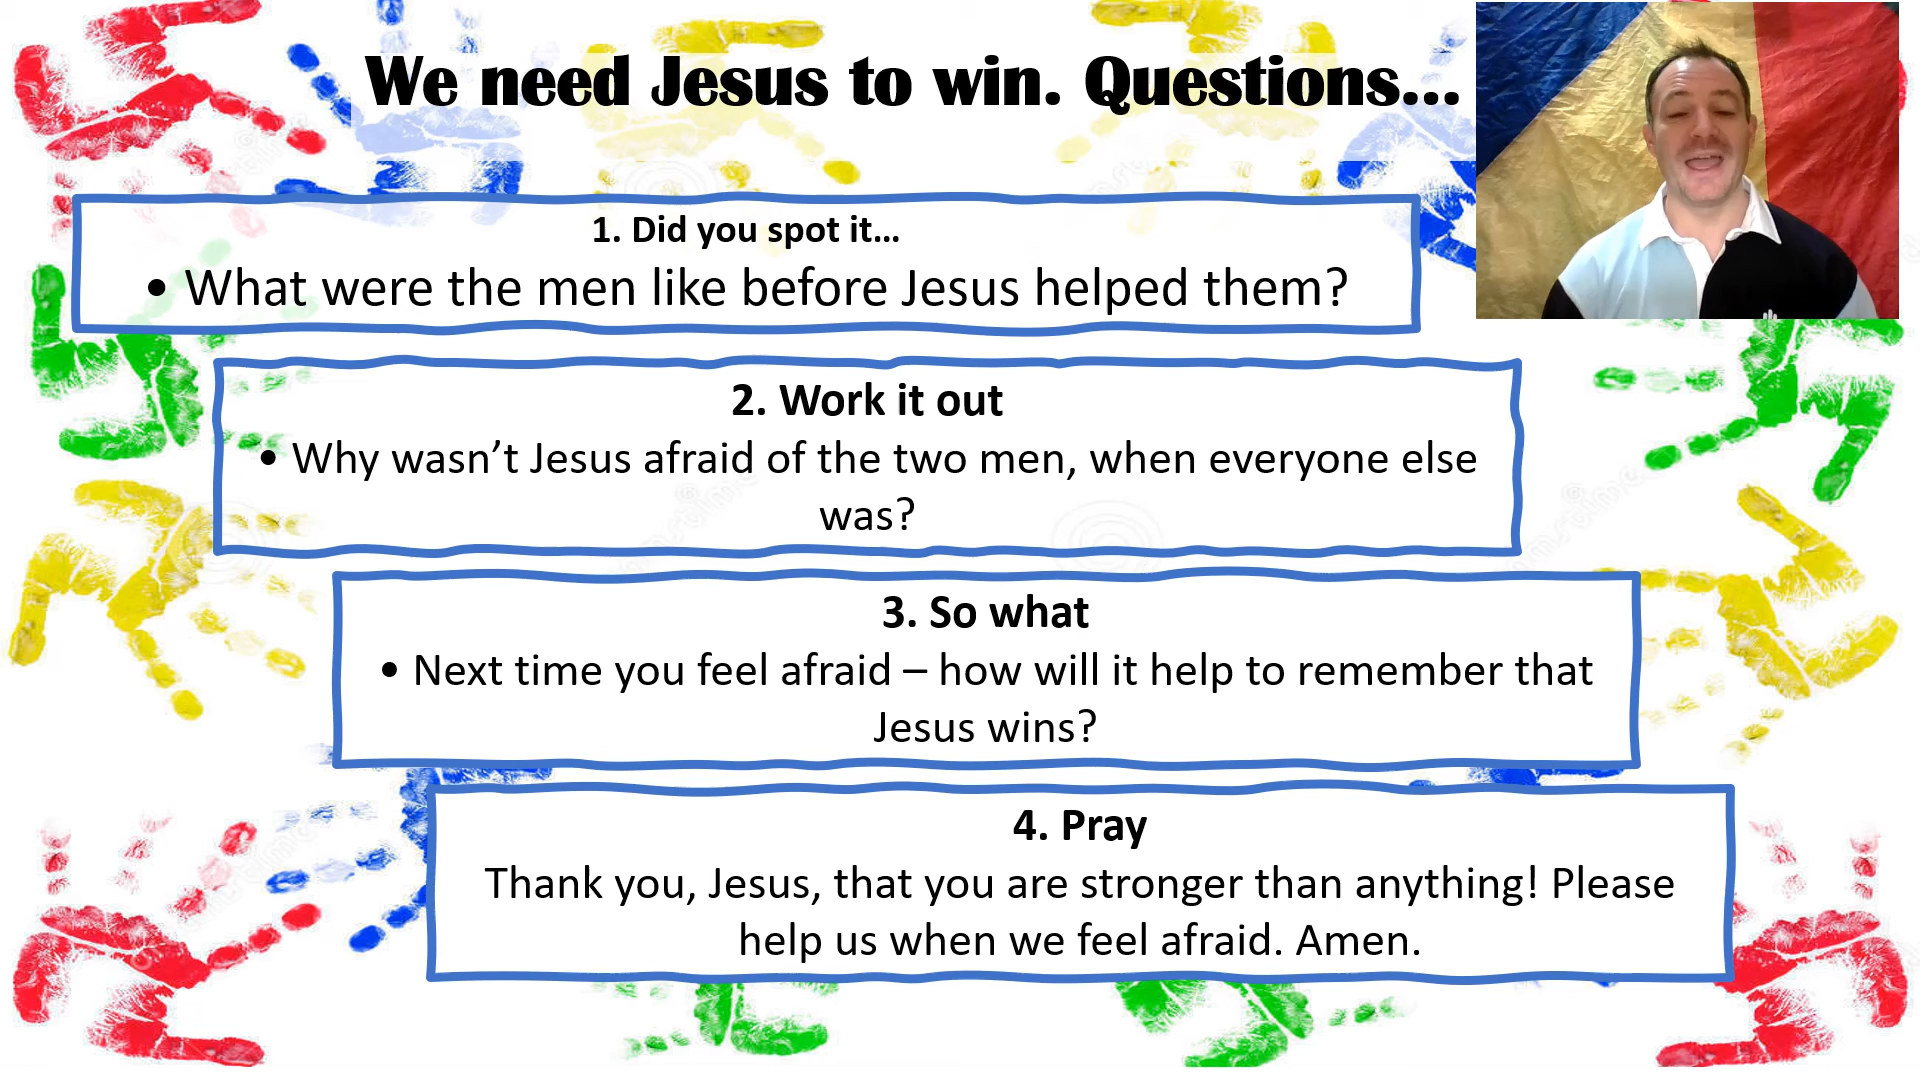 We need Jesus to win. Questions...
1. Did you spot it...
• What were the men like before Jesus helped them?
2. Work it out
• Why wasn’t Jesus afraid of the two men, when everyone else
was?
3. So what
• Next time you feel afraid – how will it help to remember that
Jesus wins?
4. Pray
Thank you, Jesus, that you are stronger than anything! Please
help us when we feel afraid. Amen.